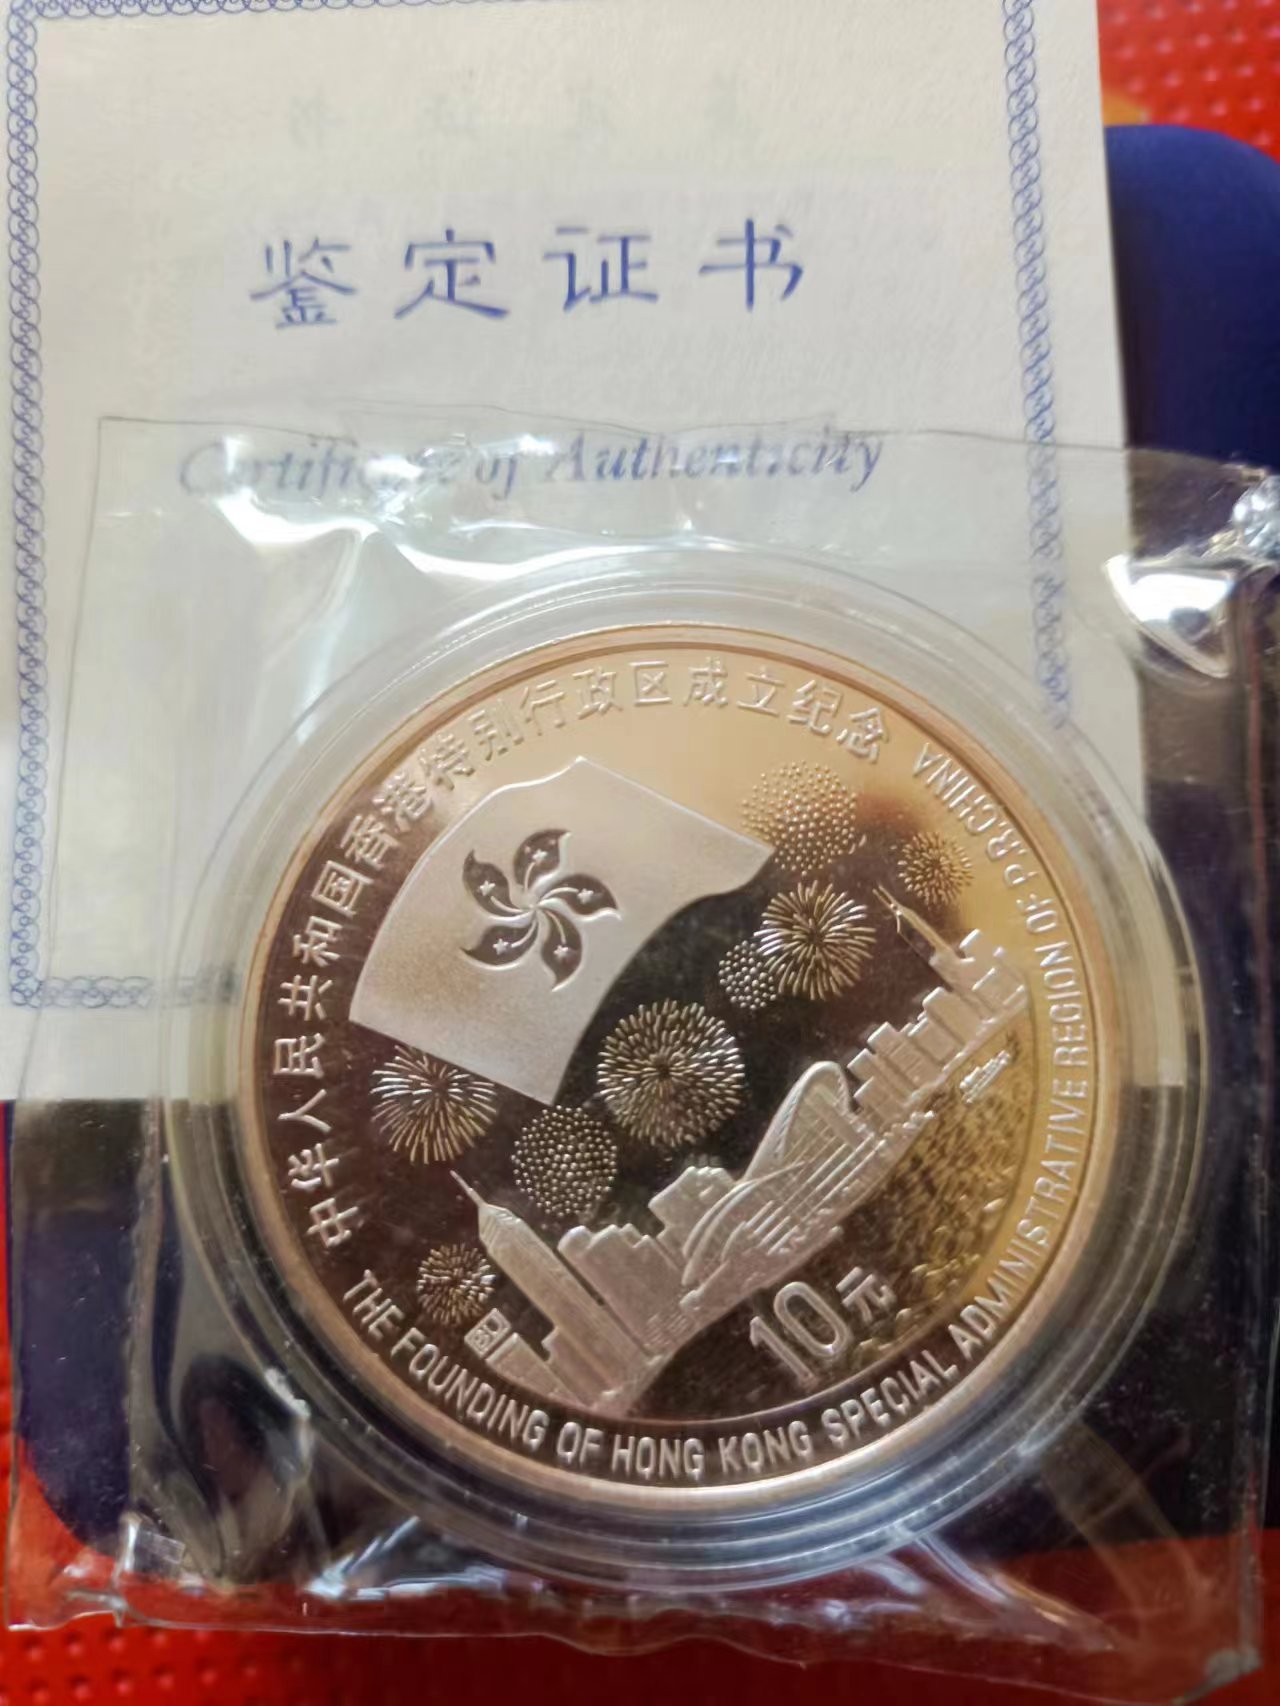 鉴定证书
Certificate of Authenticity
中华人民共和国香港特别行政区成立纪念
THE FOUNDING OF HONG KONG SPECIAL ADMINISTRATIVE REGION OF P.R.CHINA
10元